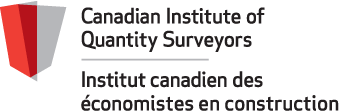 Canadian Institute of
Quantity Surveyors
Institut canadien des
économistes en construction